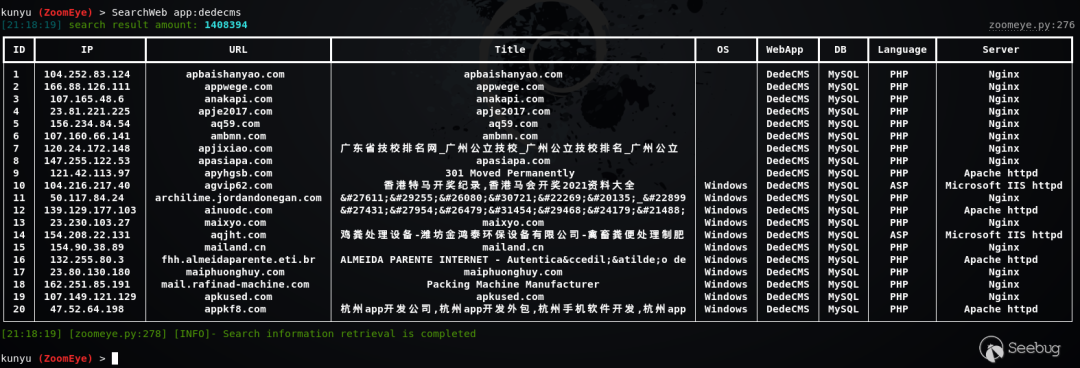 kunyu (ZoomEye) > SearchWeb app:dedecms
[21:18:19] search result amount: 1408394 zoomeye.py:276
ID IP URL Title OS WebApp DB Language Server
1 104.252.83.124 apbaishanyao.com apbaishanyao.com DedeCMS MySQL PHP Nginx
2 166.88.126.111 appwege.com appwege.com DedeCMS MySQL PHP Nginx
3 107.165.48.6 anakapi.com anakapi.com DedeCMS MySQL PHP Nginx
4 23.81.221.225 apje2017.com apje2017.com DedeCMS MySQL PHP Nginx
5 156.234.84.54 aq59.com aq59.com DedeCMS MySQL PHP Nginx
6 107.160.66.141 ambmn.com ambmn.com DedeCMS MySQL PHP Nginx
7 120.24.172.148 apjixiao.com 广东省技校排名网_广州公立技校_广州公立技校排名_广州公立 DedeCMS MySQL PHP Nginx
8 147.255.122.53 apasiapa.com apasiapa.com DedeCMS MySQL PHP Nginx
9 121.42.113.97 apyhgsb.com 301 Moved Permanently DedeCMS MySQL PHP Apache httpd
10 104.216.217.40 agvip62.com 香港特马开奖纪录,香港马会开奖2021资料大全 Windows DedeCMS MySQL ASP Microsoft IIS httpd
11 50.117.84.24 archilime.jordandonegan.com &#27611;&#29255;&#26080;&#30721;&#22269;&#20135;_&#22899 Windows DedeCMS MySQL PHP Nginx
12 139.129.177.103 ainuodc.com &#27431;&#27954;&#26479;&#31454;&#29468;&#24179;&#21488; Windows DedeCMS MySQL PHP Apache httpd
13 23.230.103.27 maixyo.com maixyo.com DedeCMS MySQL PHP Nginx
14 154.208.22.131 aqjht.com 鸡粪处理设备-潍坊金鸿泰环保设备有限公司-禽畜粪便处理制肥 Windows DedeCMS MySQL ASP Microsoft IIS httpd
15 154.90.38.89 mailand.cn mailand.cn DedeCMS MySQL PHP Nginx
16 132.255.80.3 fhh.almeidaparente.eti.br ALMEIDA PARENTE INTERNET - Autentica&ccedil;&atilde;o de DedeCMS MySQL PHP Apache httpd
17 23.80.130.180 maiphuonghuy.com maiphuonghuy.com DedeCMS MySQL PHP Nginx
18 162.251.85.191 mail.rafinad-machine.com Packing Machine Manufacturer DedeCMS MySQL PHP Nginx
19 107.149.121.129 apkused.com apkused.com DedeCMS MySQL PHP Nginx
20 47.52.64.198 appkf8.com 杭州app开发公司,杭州app开发外包,杭州手机软件开发,杭州app DedeCMS MySQL PHP Apache httpd
[21:18:19] [zoomeye.py:278] [INFO]- Search information retrieval is completed
kunyu (ZoomEye) >
Seebug